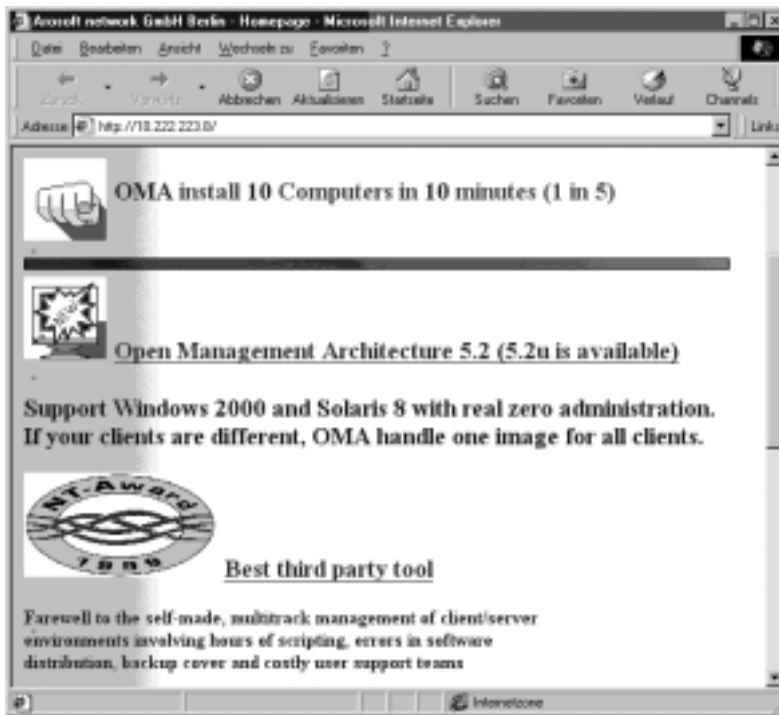 Arosoft network GmbH Berlin - Homepage - Microsoft Internet Explorer
Datei Bearbeiten Ansicht Wechseln zu Favoriten ?
Zurück Vorwärts Abbrechen Aktualisieren Startseite Suchen Favoriten Verlauf Channels
Adresse http://10.222.223.8/ Links
OMA install 10 Computers in 10 minutes (1 in 5)
Open Management Architecture 5.2 (5.2u is available)
Support Windows 2000 and Solaris 8 with real zero administration.
If your clients are different, OMA handle one image for all clients.
NT-Award
Best third party tool
Farewell to the self-made, multitrack management of client/server
environments involving hours of scripting, errors in software
distribution, backup cover and costly user support teams
Internetzone